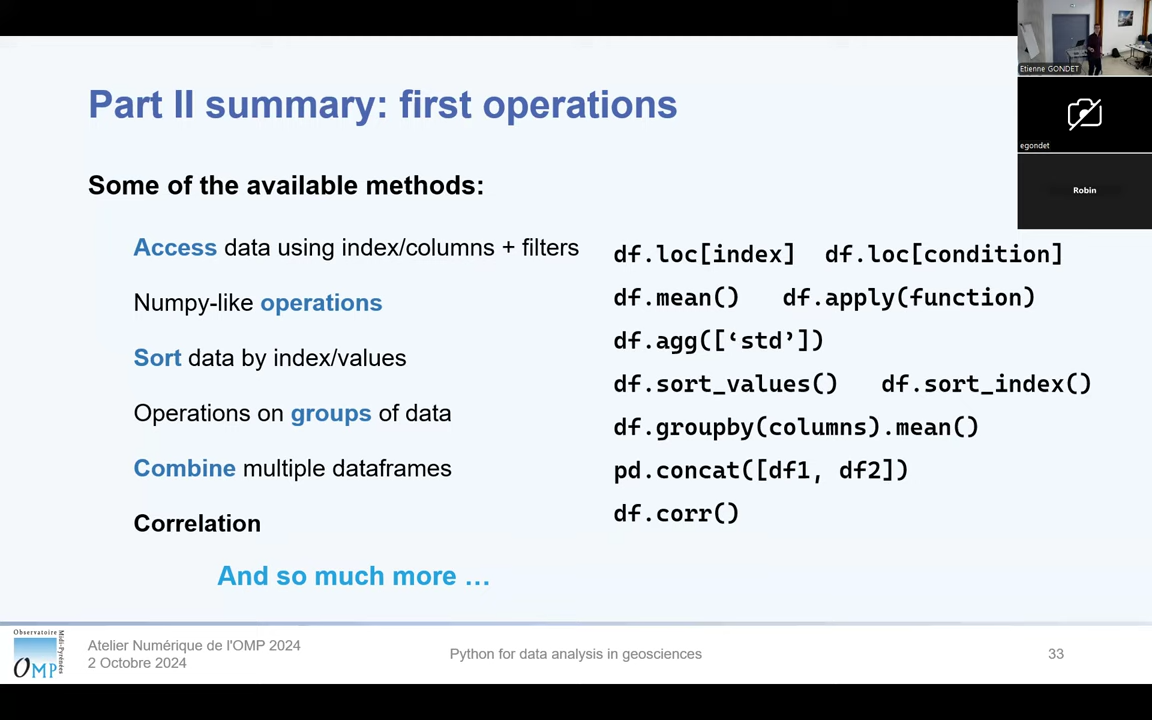 Part II summary: first operations
Etienne GONDET
egondet
Robin
Some of the available methods:
Access data using index/columns + filters
df.loc[index] df.loc[condition]
Numpy-like operations
df.mean() df.apply(function)
df.agg([‘std’])
Sort data by index/values
df.sort_values() df.sort_index()
Operations on groups of data
df.groupby(columns).mean()
Combine multiple dataframes
pd.concat([df1, df2])
Correlation
df.corr()
And so much more …
Observatoire
Midi-Pyrénées
OMP
Atelier Numérique de l'OMP 2024
2 Octobre 2024
Python for data analysis in geosciences
33